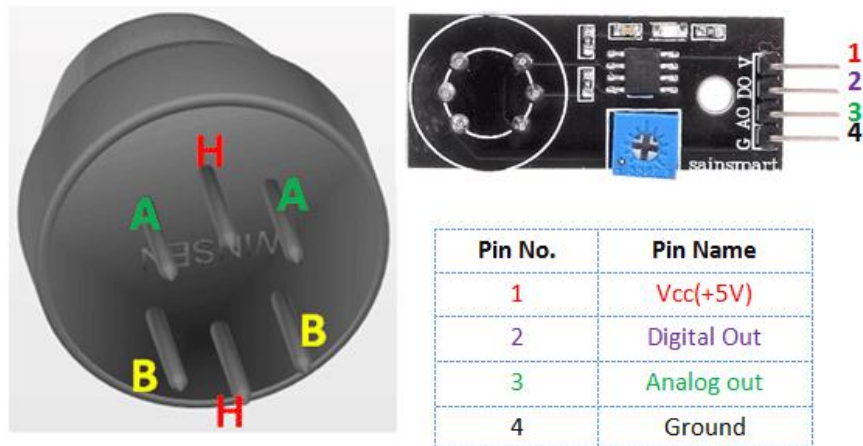 H
A
A
WINSEN
B
B
H
V
DO
AO
G
sainsmart
1
2
3
4
Pin No. Pin Name
1 Vcc(+5V)
2 Digital Out
3 Analog out
4 Ground